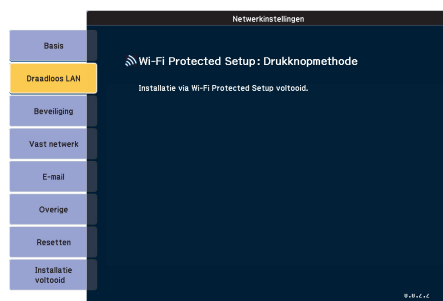 Netwerkinstellingen
Basis
Draadloos LAN
Beveiliging
Vast netwerk
E-mail
Overige
Resetten
Installatie
voltooid
Wi-Fi Protected Setup: Drukknopmethode
Installatie via Wi-Fi Protected Setup voltooid.